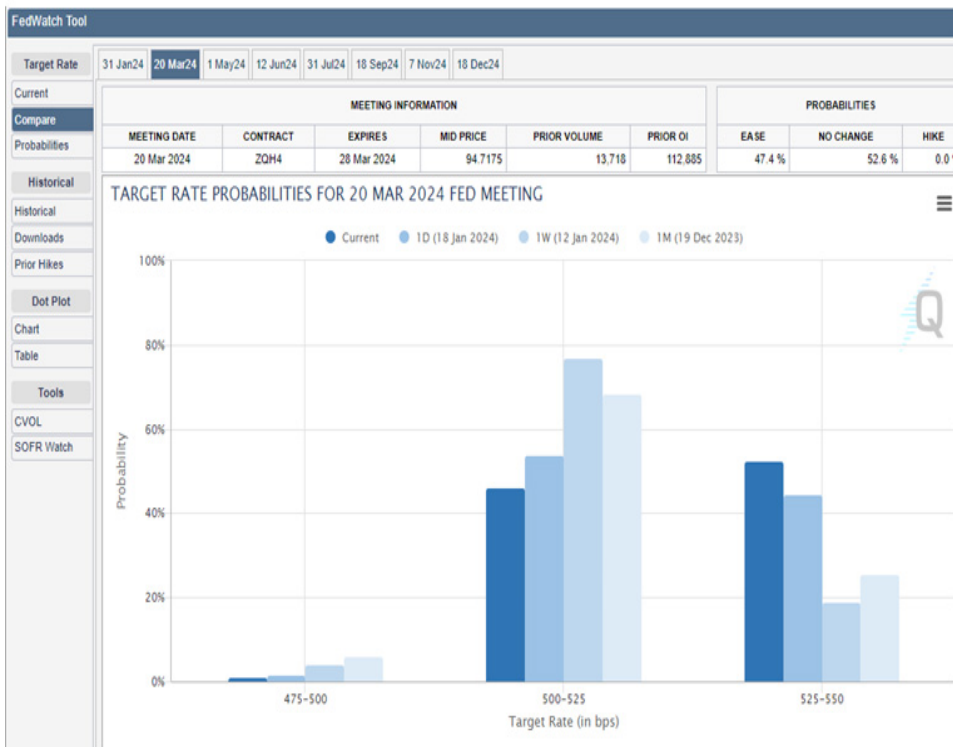 FedWatch Tool
Target Rate
Current
Compare
Probabilities
Historical
Historical
Downloads
Prior Hikes
Dot Plot
Chart
Table
Tools
CVOL
SOFR Watch
31 Jan24 20 Mar24 1 May24 12 Jun24 31 Jul24 18 Sep24 7 Nov24 18 Dec24
MEETING INFORMATION
MEETING DATE CONTRACT EXPIRES MID PRICE PRIOR VOLUME PRIOR OI
20 Mar 2024 ZQH4 28 Mar 2024 94.7175 13,718 112,885
PROBABILITIES
EASE NO CHANGE HIKE
47.4 % 52.6 % 0.0
TARGET RATE PROBABILITIES FOR 20 MAR 2024 FED MEETING
Current 1D (18 Jan 2024) 1W (12 Jan 2024) 1M (19 Dec 2023)
Probability
100%
80%
60%
40%
20%
0%
475-500 500-525 525-550
Target Rate (in bps)
Q